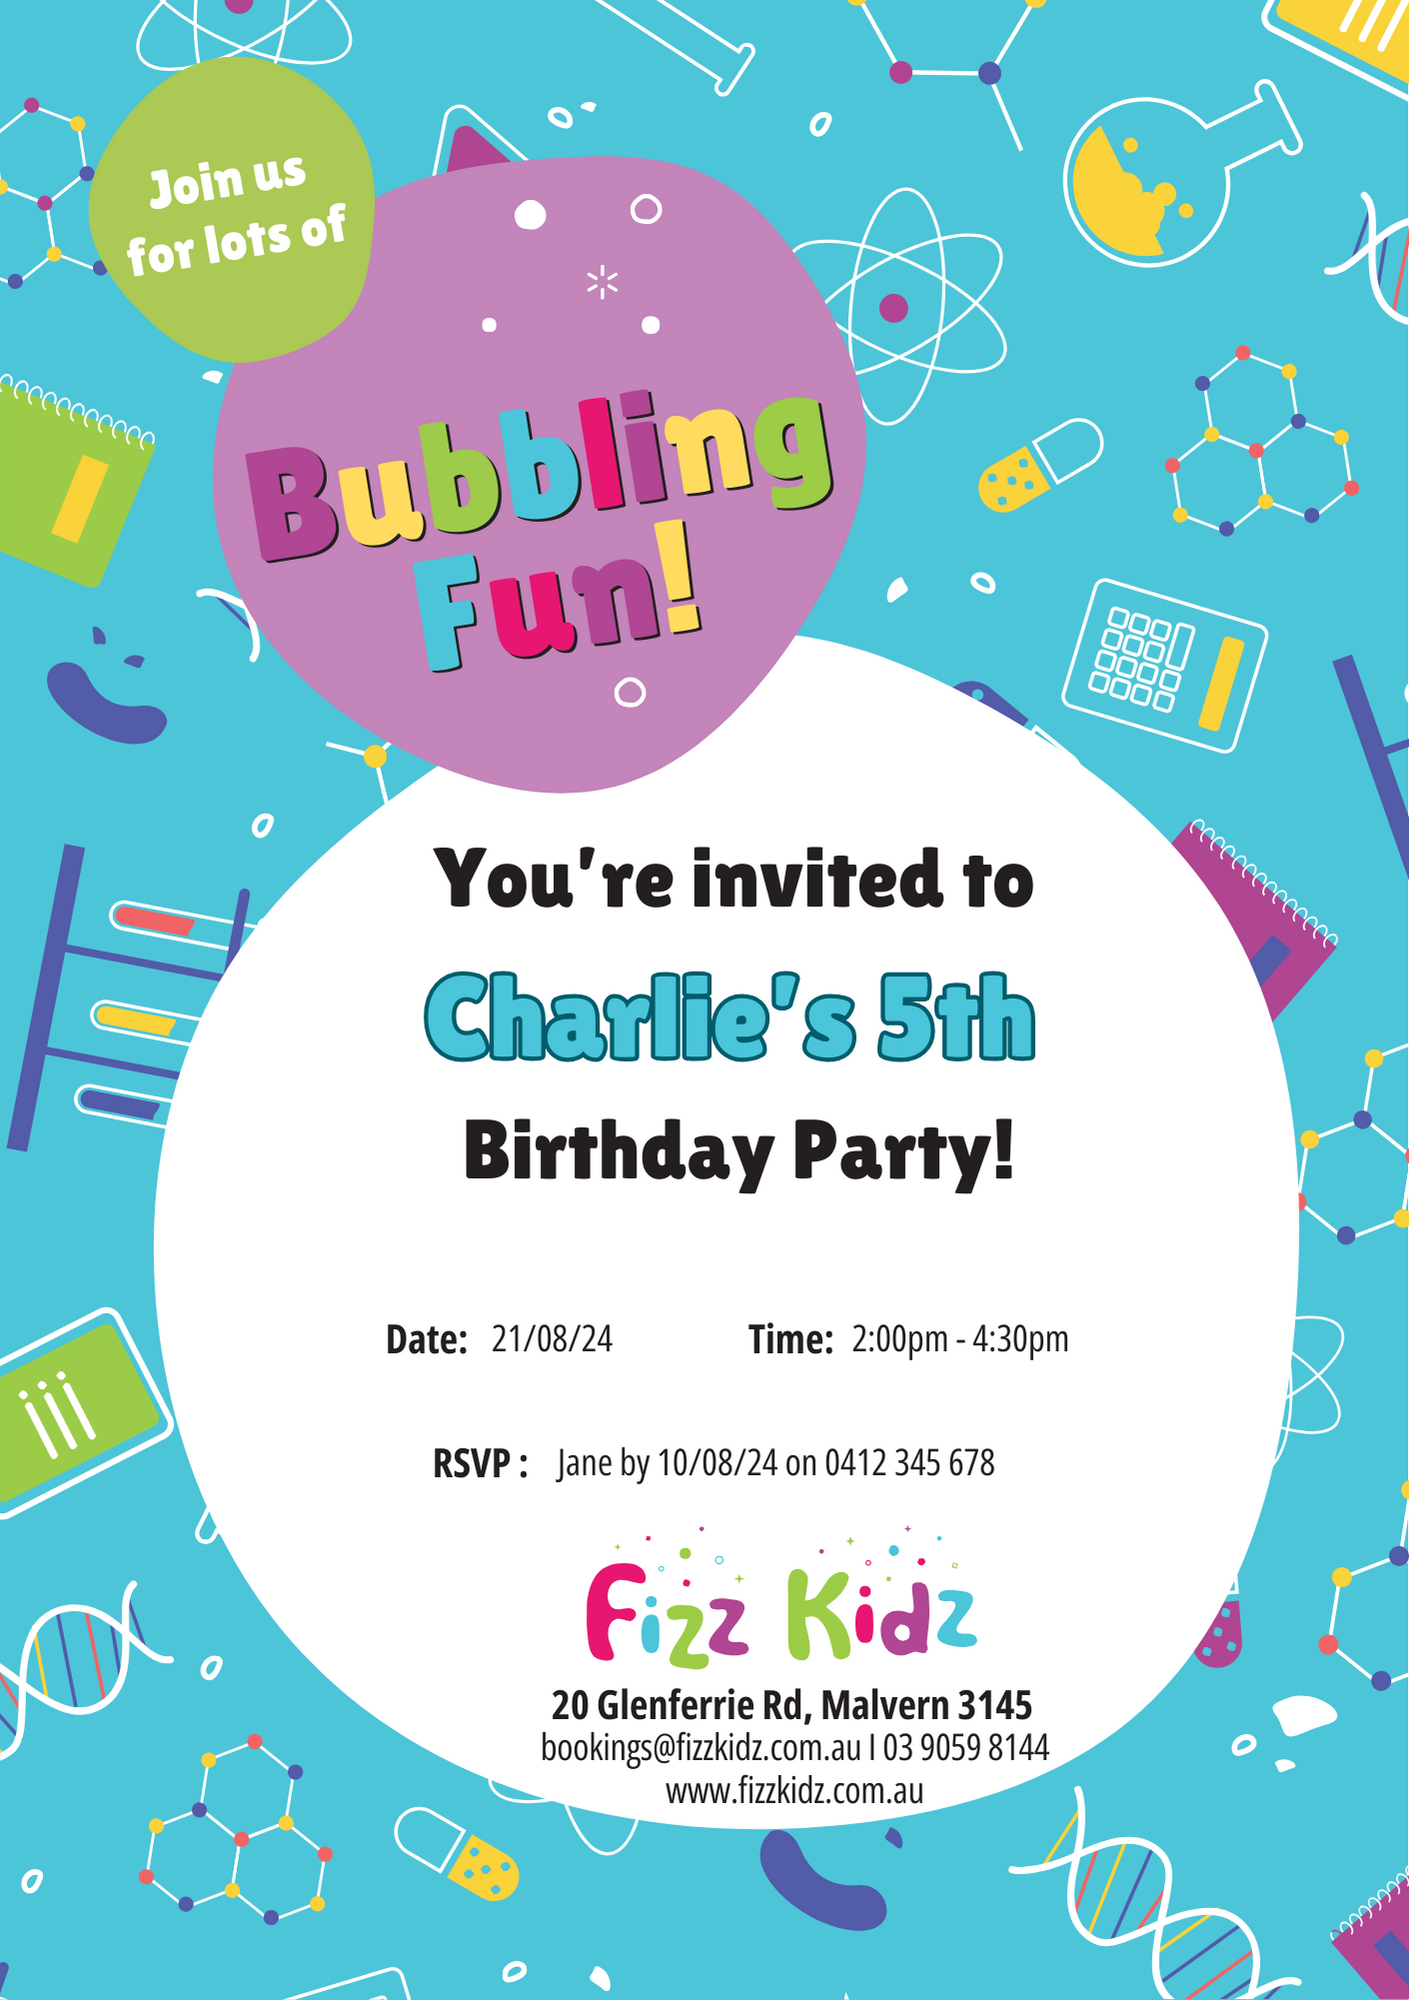 Join us
for lots of
Bubbling
Fun!
You're invited to
Charlie's 5th
Birthday Party!
Date: 21/08/24 Time: 2:00pm - 4:30pm
RSVP : Jane by 10/08/24 on 0412 345 678
Fizz Kidz
20 Glenferrie Rd, Malvern 3145
bookings@fizzkidz.com.au I 03 9059 8144
www.fizzkidz.com.au